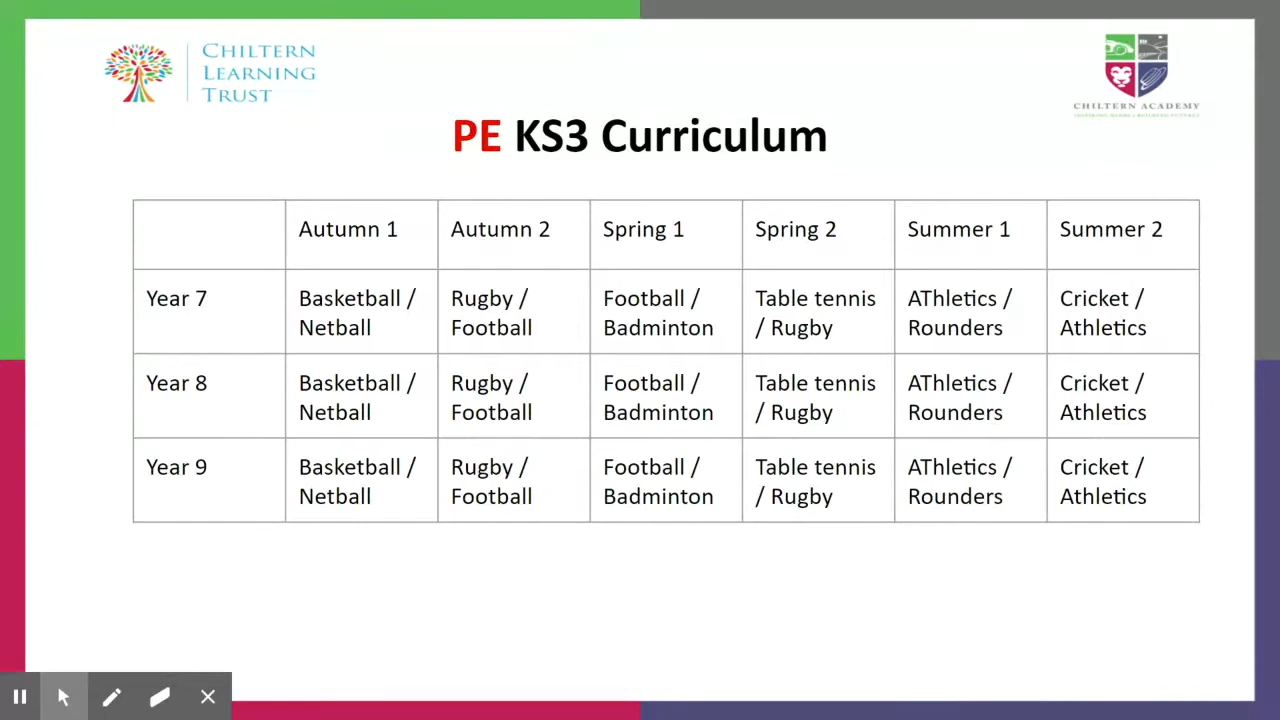 CHILTERN
LEARNING
TRUST
CHILTERN ACADEMY
PE KS3 Curriculum
Autumn 1 Autumn 2 Spring 1 Spring 2 Summer 1 Summer 2
Year 7 Basketball / Rugby / Football / Table tennis AThletics / Cricket /
Netball Football Badminton / Rugby Rounders Athletics
Year 8 Basketball / Rugby / Football / Table tennis AThletics / Cricket /
Netball Football Badminton / Rugby Rounders Athletics
Year 9 Basketball / Rugby / Football / Table tennis AThletics / Cricket /
Netball Football Badminton / Rugby Rounders Athletics